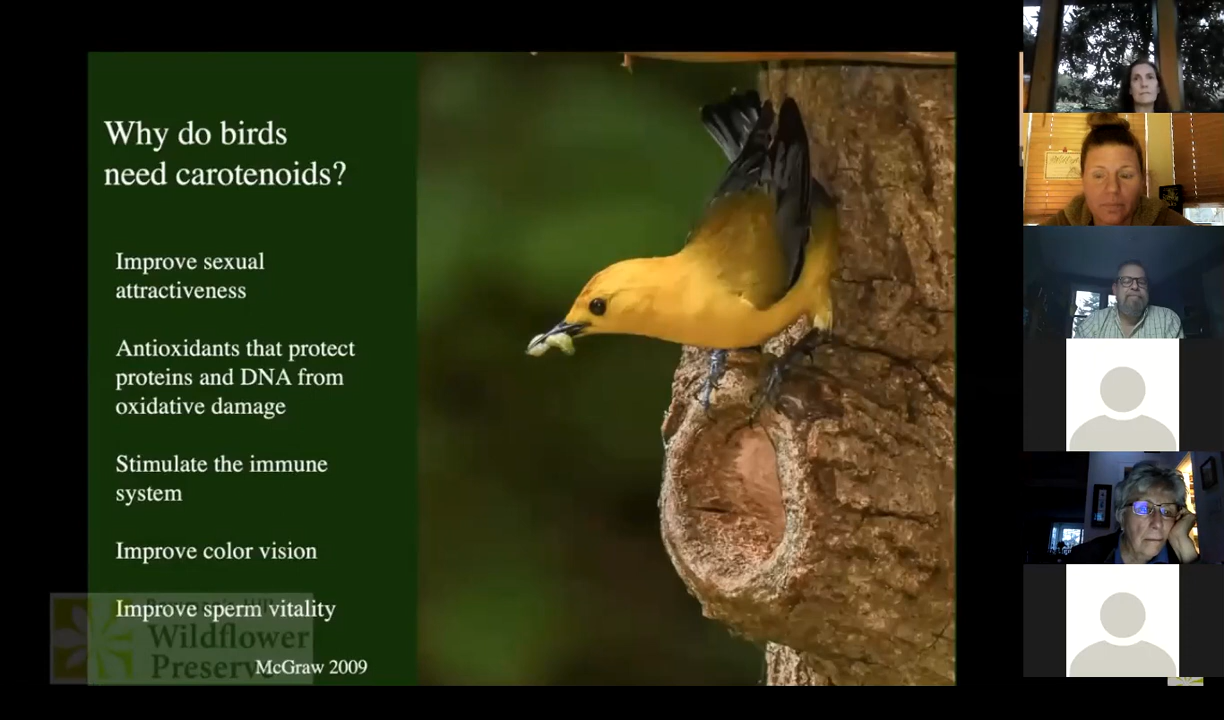 Why do birds
need carotenoids?
Improve sexual
attractiveness
Antioxidants that protect
proteins and DNA from
oxidative damage
Stimulate the immune
system
Improve color vision
Improve sperm vitality
Wildflower
Preserve
McGraw 2009